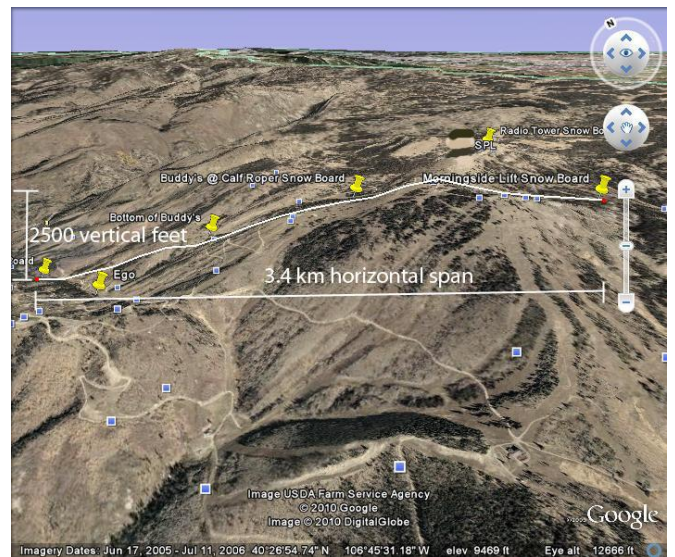 N
Radio Tower Snow Bo
SPL
Buddy's @ Calf Roper Snow Board
Morningside Lift Snow Board
Bottom of Buddy's
2500 vertical feet
oard
Ego
3.4 km horizontal span
Image USDA Farm Service Agency
© 2010 Google
Image © 2010 DigitalGlobe
©2009 Google
Imagery Dates: Jun 17, 2005 - Jul 11, 2006 40°26'54.74" N 106°45'31.18" W elev 9469 ft Eye alt 12666 ft